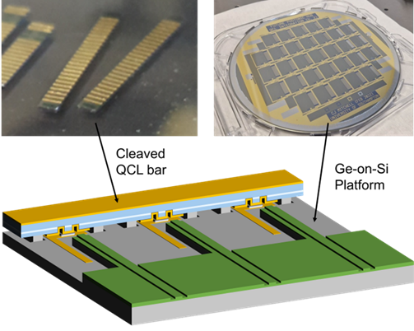 Cleaved
QCL bar
Ge-on-Si
Platform